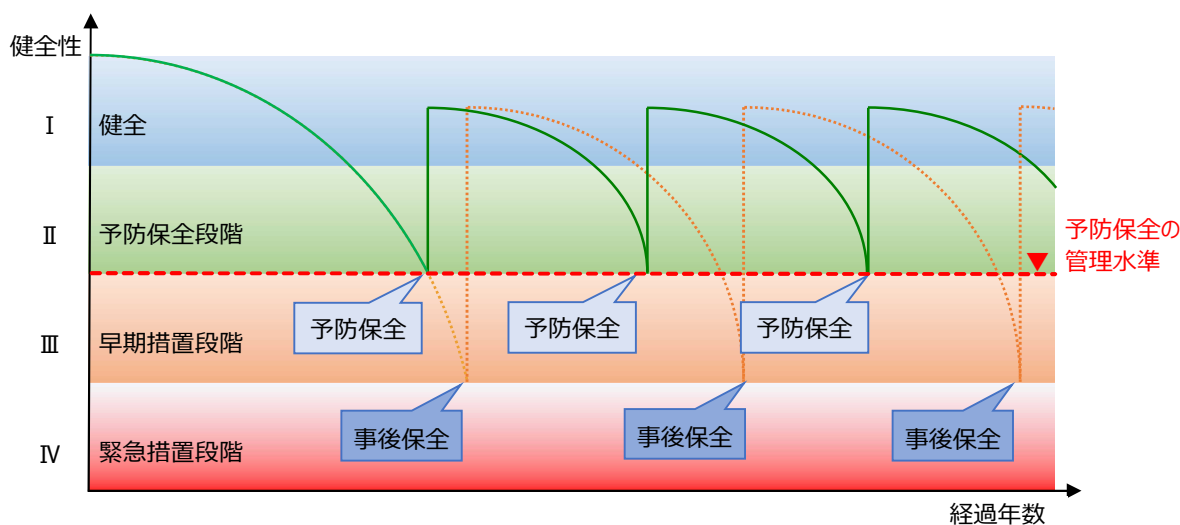 健全性
Ⅰ 健全
Ⅱ 予防保全段階
予防保全の
管理水準
予防保全
予防保全
予防保全
Ⅲ 早期措置段階
事後保全
事後保全
事後保全
Ⅳ 緊急措置段階
経過年数